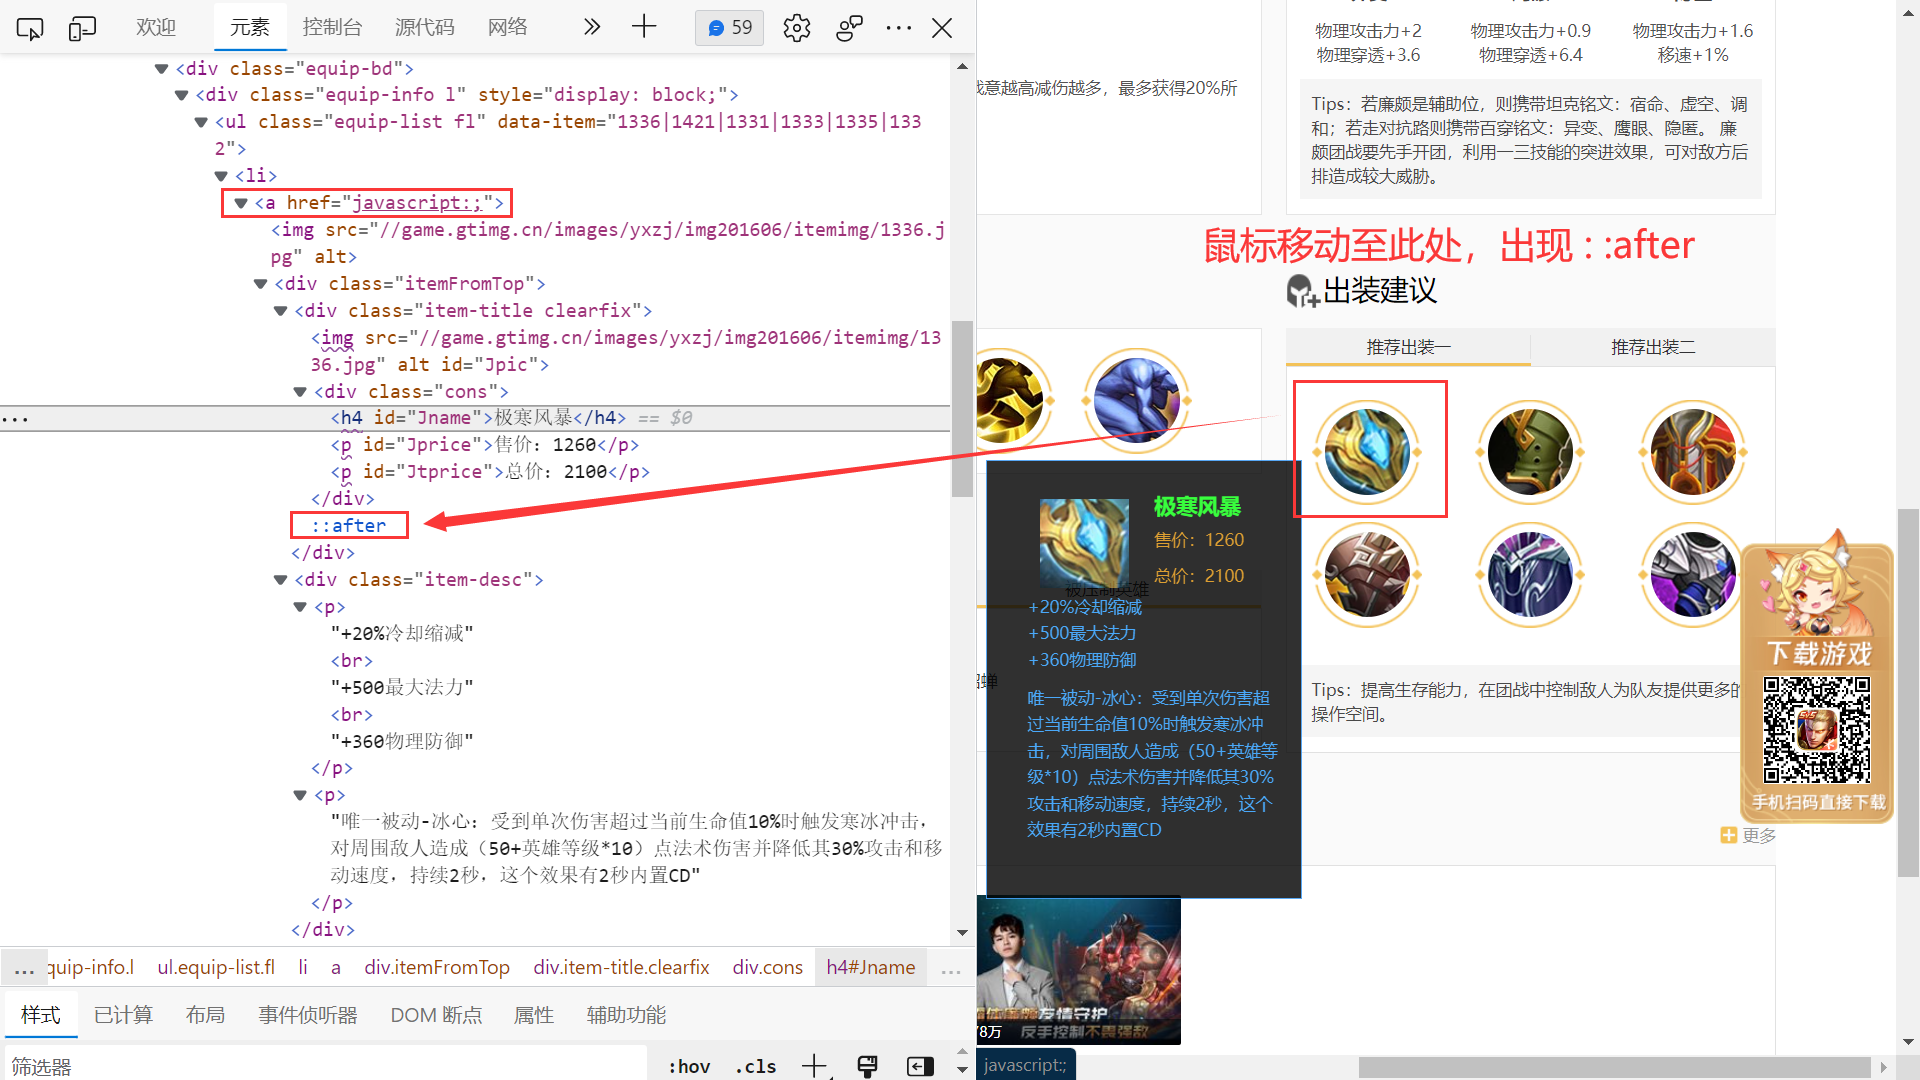 欢迎
元素
控制台
源代码
网络
59
<div class="equip-bd">
<div class="equip-info l" style="display: block;">
<ul class="equip-list fl" data-item="1336|1421|1331|1333|1335|133
2">
<li>
<a href="javascript:;">
<img src="//game.gtimg.cn/images/yxzj/img201606/itemimg/1336.j
pg" alt>
<div class="itemFromTop">
<div class="item-title clearfix">
<img src="//game.gtimg.cn/images/yxzj/img201606/itemimg/13
36.jpg" alt id="Jpic">
<div class="cons">
... <h4 id="Jname">极寒风暴</h4> == $0
<p id="Jprice">售价：1260</p>
<p id="Jtprice">总价：2100</p>
</div>
::after
</div>
<div class="item-desc">
<p>
"+20%冷却缩减"
<br>
"+500最大法力"
<br>
"+360物理防御"
</p>
<p>
"唯一被动-冰心：受到单次伤害超过当前生命值10%时触发寒冰冲击，
对周围敌人造成（50+英雄等级*10）点法术伤害并降低其30%攻击和移
动速度，持续2秒，这个效果有2秒内置CD"
</p>
</div>
... quip-info.l ul.equip-list.fl li a div.itemFromTop div.item-title.clearfix div.cons h4#Jname ...
样式 已计算 布局 事件侦听器 DOM 断点 属性 辅助功能
筛选器 :hov .cls
物理攻击力+2 物理攻击力+0.9 物理攻击力+1.6
物理穿透+3.6 物理穿透+6.4 移速+1%
意越高减伤越多，最多获得20%所
Tips：若廉颇是辅助位，则携带坦克铭文：宿命、虚空、调
和；若走对抗路则携带百穿铭文：异变、鹰眼、隐匿。 廉
颇团战要先手开团，利用一三技能的突进效果，可对敌方后
排造成较大威胁。
鼠标移动至此处，出现：:after
出装建议
推荐出装一 推荐出装二
极寒风暴
售价：1260
总价：2100
被压制英雄
+20%冷却缩减
+500最大法力
+360物理防御
蝉
唯一被动-冰心：受到单次伤害超
过当前生命值10%时触发寒冰冲
击，对周围敌人造成（50+英雄等
级*10）点法术伤害并降低其30%
攻击和移动速度，持续2秒，这个
效果有2秒内置CD
Tips：提高生存能力，在团战中控制敌人为队友提供更多的
操作空间。
下载游戏
5v5
手机扫码直接下载
更多
友情守护
反手控制不畏强敌
8万
javascript:;